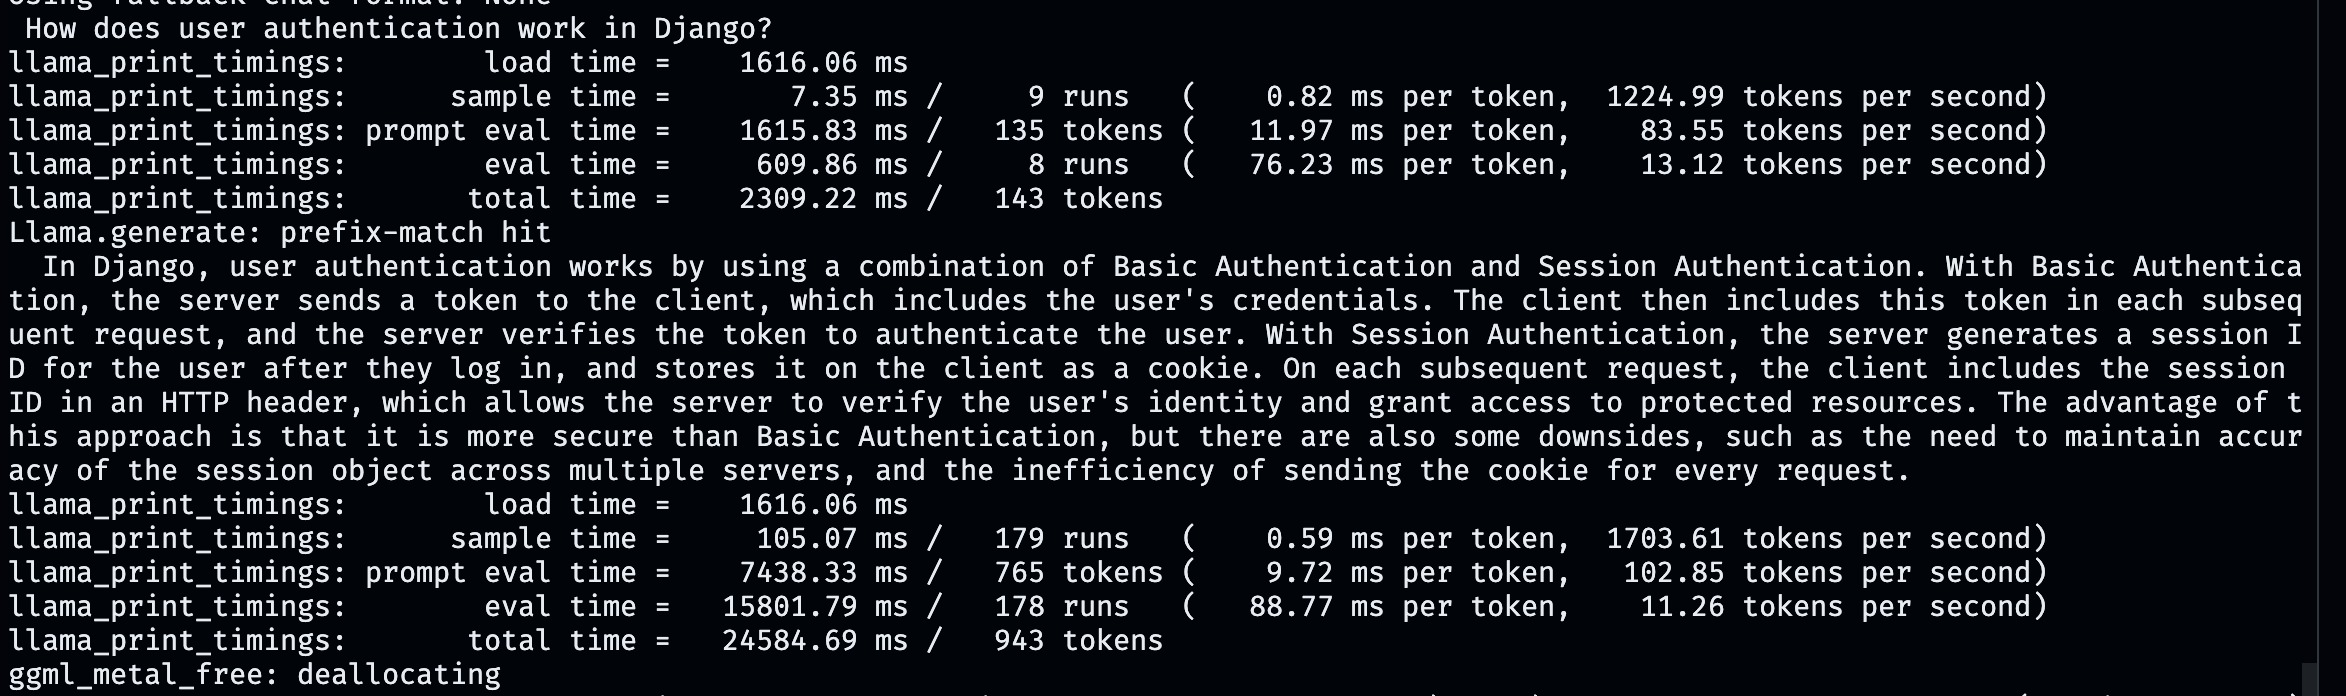 using fallback chat format: None
 How does user authentication work in Django?
llama_print_timings:        load time =    1616.06 ms
llama_print_timings:      sample time =       7.35 ms /     9 runs   (    0.82 ms per token,  1224.99 tokens per second)
llama_print_timings: prompt eval time =    1615.83 ms /   135 tokens (   11.97 ms per token,    83.55 tokens per second)
llama_print_timings:        eval time =     609.86 ms /     8 runs   (   76.23 ms per token,    13.12 tokens per second)
llama_print_timings:       total time =    2309.22 ms /   143 tokens
Llama.generate: prefix-match hit
  In Django, user authentication works by using a combination of Basic Authentication and Session Authentication. With Basic Authentica
tion, the server sends a token to the client, which includes the user's credentials. The client then includes this token in each subseq
uent request, and the server verifies the token to authenticate the user. With Session Authentication, the server generates a session I
D for the user after they log in, and stores it on the client as a cookie. On each subsequent request, the client includes the session
ID in an HTTP header, which allows the server to verify the user's identity and grant access to protected resources. The advantage of t
his approach is that it is more secure than Basic Authentication, but there are also some downsides, such as the need to maintain accur
acy of the session object across multiple servers, and the inefficiency of sending the cookie for every request.
llama_print_timings:        load time =    1616.06 ms
llama_print_timings:      sample time =     105.07 ms /   179 runs   (    0.59 ms per token,  1703.61 tokens per second)
llama_print_timings: prompt eval time =    7438.33 ms /   765 tokens (    9.72 ms per token,   102.85 tokens per second)
llama_print_timings:        eval time =   15801.79 ms /   178 runs   (   88.77 ms per token,    11.26 tokens per second)
llama_print_timings:       total time =   24584.69 ms /   943 tokens
ggml_metal_free: deallocating